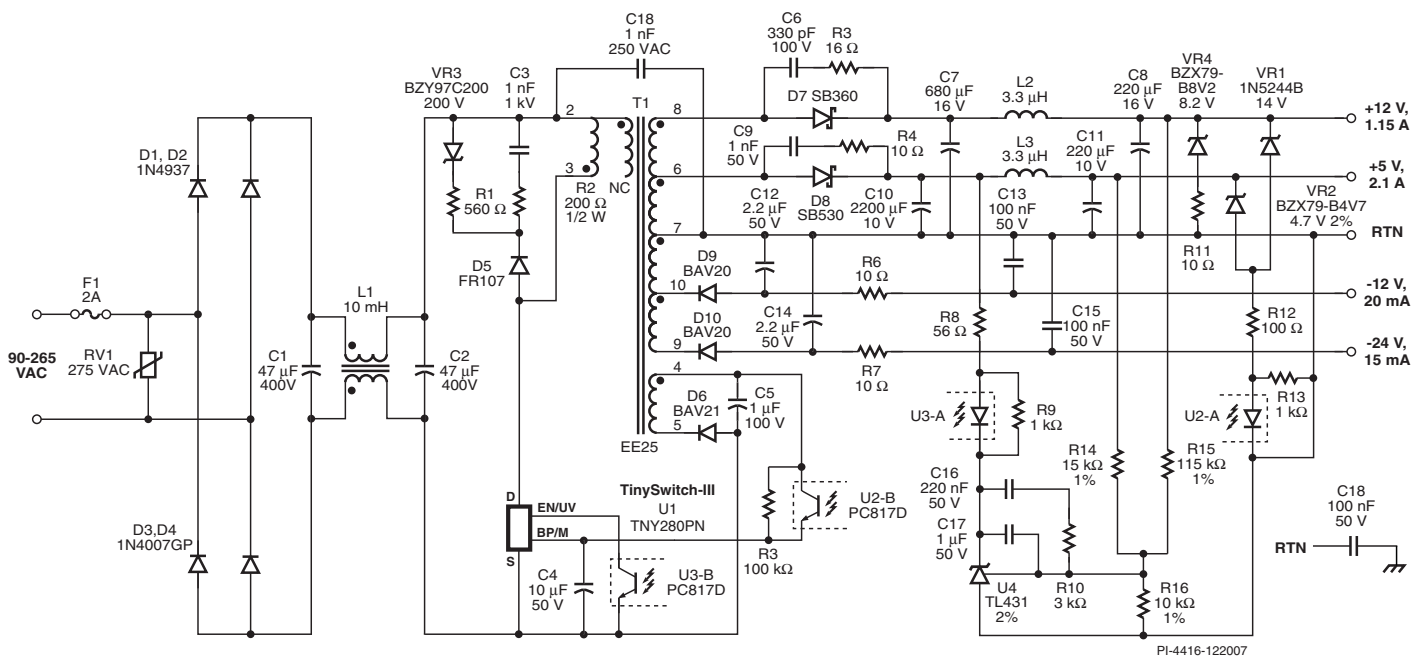 C18
1 nF
250 VAC
C6
330 pF
100 V
R3
16 Ω
VR3
BZY97C200
200 V
C3
1 nF
1 kV
T1
D7 SB360
C7
680 µF
16 V
L2
3.3 µH
C8
220 µF
16 V
VR4
BZX79-
B8V2
8.2 V
VR1
1N5244B
14 V
+12 V,
1.15 A
2
8
D1, D2
1N4937
C9
1 nF
50 V
R4
10 Ω
L3
3.3 µH
C11
220 µF
10 V
3
NC
6
+5 V,
2.1 A
R1
560 Ω
R2
200 Ω
1/2 W
C12
2.2 µF
50 V
D8
SB530
C10
2200 µF
10 V
C13
100 nF
50 V
VR2
BZX79-B4V7
4.7 V 2%
7
RTN
D5
FR107
D9
BAV20
R6
10 Ω
R11
10 Ω
F1
2A
L1
10 mH
10
-12 V,
20 mA
90-265
VAC
RV1
275 VAC
C1
47 µF
400V
C2
47 µF
400V
D10
BAV20
C14
2.2 µF
50 V
R8
56 Ω
C15
100 nF
50 V
R12
100 Ω
9
R7
10 Ω
-24 V,
15 mA
4
D6
BAV21
C5
1 µF
100 V
5
EE25
U3-A
R9
1 kΩ
U2-A
R13
1 kΩ
R14
15 kΩ
1%
R15
115 kΩ
1%
TinySwitch-III
U1
TNY280PN
D
EN/UV
BP/M
S
U2-B
PC817D
R3
100 kΩ
C16
220 nF
50 V
C17
1 µF
50 V
C18
100 nF
50 V
RTN
D3,D4
1N4007GP
C4
10 µF
50 V
U3-B
PC817D
U4
TL431
2%
R10
3 kΩ
R16
10 kΩ
1%
PI-4416-122007